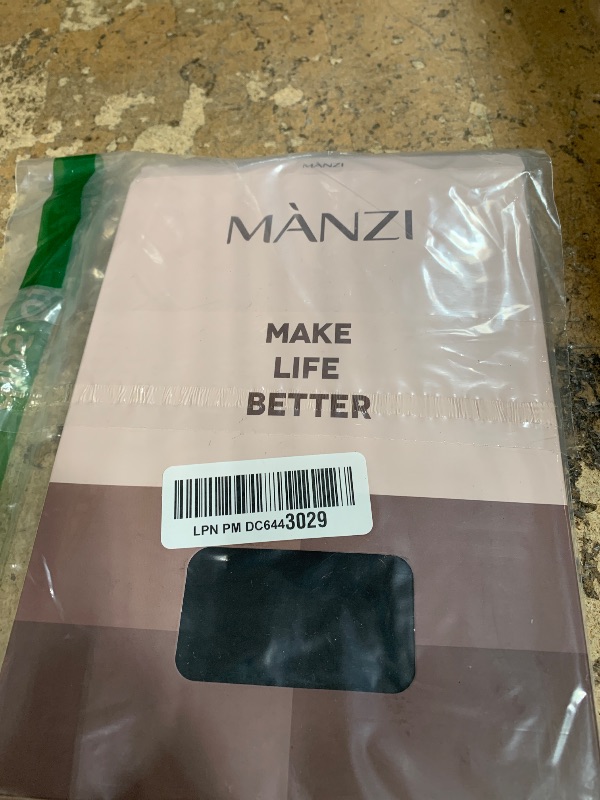 MÀNZI
MÀNZI
MAKE
LIFE
BETTER
LPN PM DC6443029